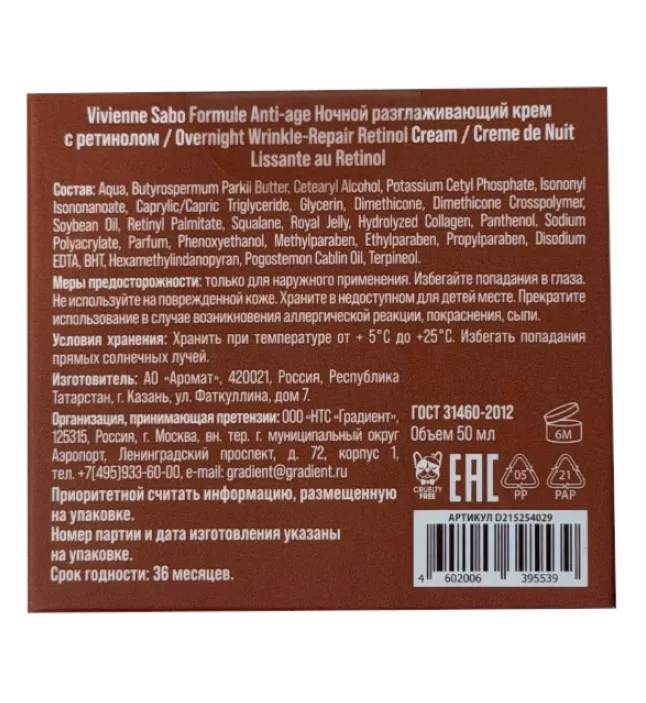 Vivienne Sabo Formule Anti-age Ночной разглаживающий крем
с ретинолом / Overnight Wrinkle-Repair Retinol Cream / Creme de Nuit
Lissante au Retinol
Состав: Aqua, Butyrospermum Parkii Butter, Cetearyl Alcohol, Potassium Cetyl Phosphate, Isononyl
Isononanoate, Caprylic/Capric Triglyceride, Glycerin, Dimethicone, Dimethicone Crosspolymer,
Soybean Oil, Retinyl Palmitate, Squalane, Royal Jelly, Hydrolyzed Collagen, Panthenol, Sodium
Polyacrylate, Parfum, Phenoxyethanol, Methylparaben, Ethylparaben, Propylparaben, Disodium
EDTA, BHT, Hexamethylindanopyran, Pogostemon Cablin Oil, Terpineol.
Меры предосторожности: только для наружного применения. Избегайте попадания в глаза.
Не используйте на поврежденной коже. Храните в недоступном для детей месте. Прекратите
использование в случае возникновения аллергической реакции, покраснения, сыпи.
Условия хранения: Хранить при температуре от + 5°C до +25°C. Избегать попадания
прямых солнечных лучей.
Изготовитель: АО «Аромат», 420021, Россия, Республика
Татарстан, г. Казань, ул. Фаткуллина, дом 7.
Организация, принимающая претензии: ООО «НТС «Градиент»,
125315, Россия, г. Москва, вн. тер. г. муниципальный округ
Аэропорт, Ленинградский проспект, д. 72, корпус 1,
тел. +7(495)933-60-00, e-mail: gradient@gradient.ru
Приоритетной считать информацию, размещенную
на упаковке.
Номер партии и дата изготовления указаны
на упаковке.
Срок годности: 36 месяцев.
ГОСТ 31460-2012
Объем 50 мл
6M
CRUELTY
FREE
EAC
05
PP
21
PAP
АРТИКУЛ D215254029
4 602006 395539